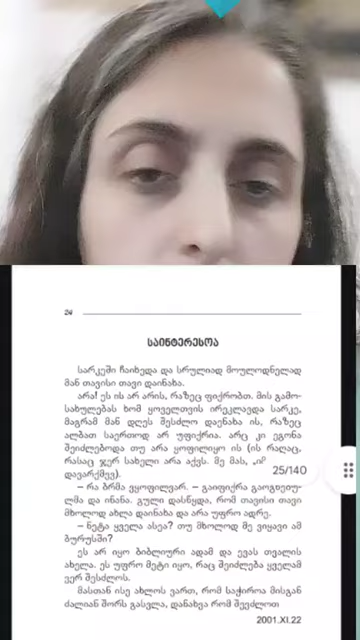 24
საინტერესოა
სარკეში ჩაიხედა და სრულიად მოულოდნელად
მან თავისი თავი დაინახა.
არა! ეს ის არ არის, რაზეც ფიქრობთ. მის გამო-
სახულებას ხომ ყოველთვის ირეკლავდა სარკე,
მაგრამ მან დღეს შესძლო დაენახა ის, რაზეც
ალბათ საერთოდ არ უფიქრია. არც კი ეგონა
შეიძლებოდა თუ არა ყოფილიყო ის (ის რაღაც,
რასაც ჯერ სახელი არა აქვს. მე მას,
დავარქმევ).
25/140
– რა ბრმა ვყოფილვარ. – გაიფიქრა გაოგნებუ-
ლმა და ინანა. გული დასწყდა, რომ თავისი თავი
მხოლოდ ახლა დაინახა და არა უფრო ადრე.
– ნეტა ყველა ასეა? თუ მხოლოდ მე ვიყავი ამ
ბურუსში?
ეს არ იყო ბიბლიური ადამ და ევას თვალის
ახელა. ეს უფრო მეტი იყო, რაც შეიძლება ყველამ
ვერ შესძლოს.
მასთან ისე ახლოს ვართ, რომ საჭიროა მისგან
ძალიან შორს გასვლა, დანახვა რომ შევძლოთ
2001.XI.22